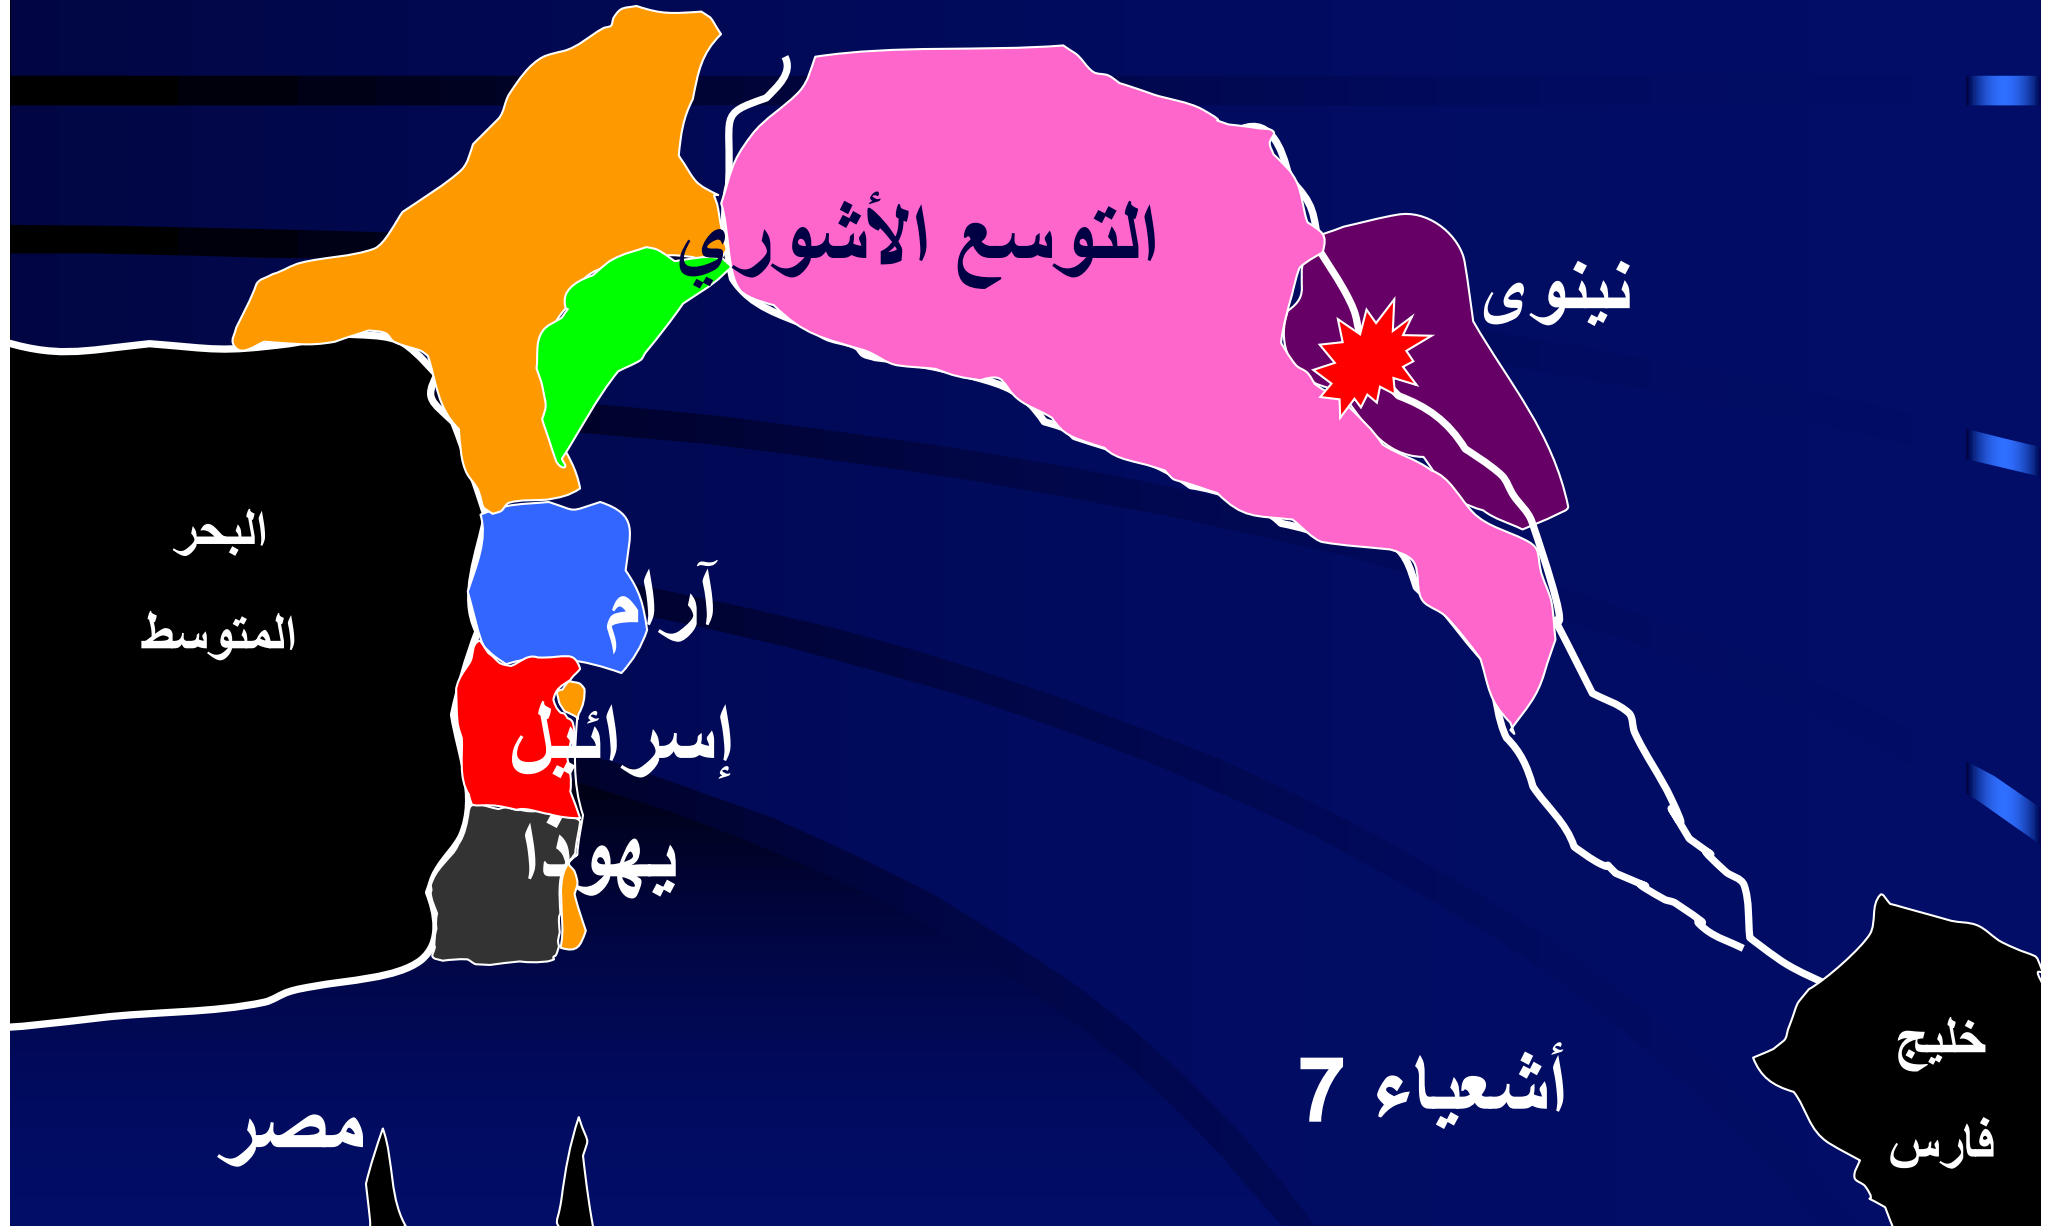 التوسع الأشوري
نينوى
البحر
المتوسط
آرام
إسرائيل
يهوذا
أشعياء 7
خليج
فارس
مصر